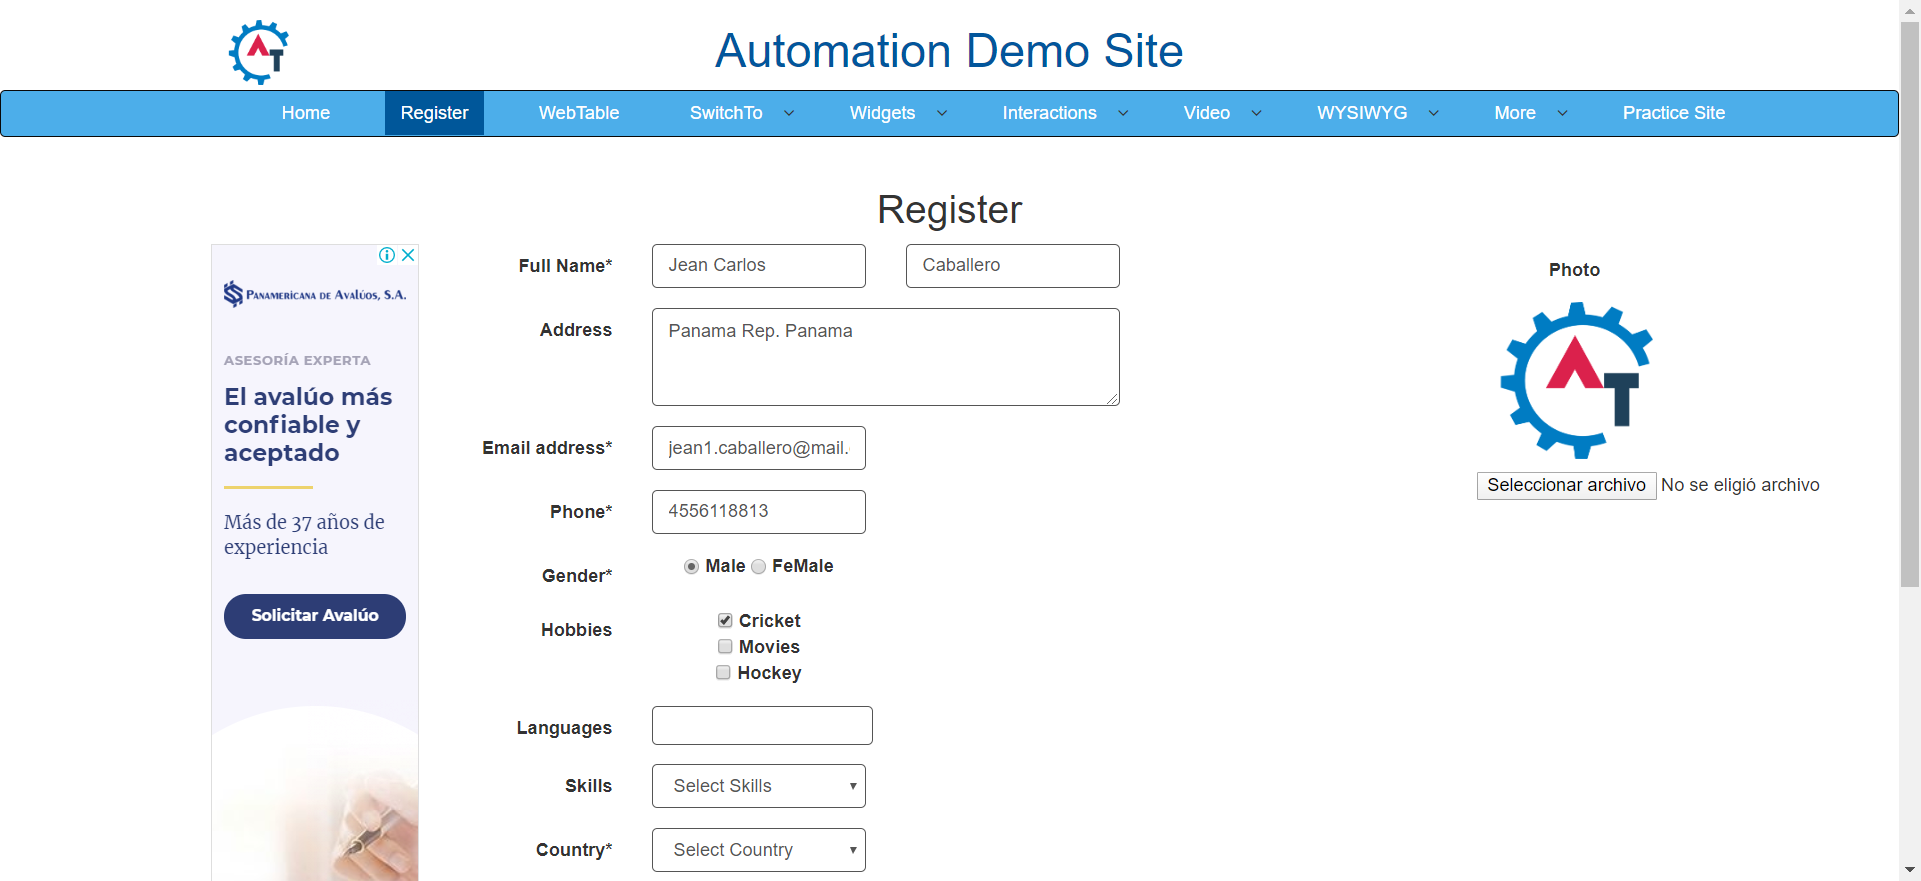 Automation Demo Site
Home Register WebTable SwitchTo Widgets Interactions Video WYSIWYG More Practice Site
Register
PANAMERICANA DE AVALÚOS, S.A.
ASESORÍA EXPERTA
El avalúo más
confiable y
aceptado
Más de 37 años de
experiencia
Solicitar Avalúo
Full Name* Jean Carlos Caballero
Address Panama Rep. Panama
Email address* jean1.caballero@mail.
Phone* 4556118813
Gender* Male FeMale
Hobbies Cricket
Movies
Hockey
Languages
Skills Select Skills
Country* Select Country
Photo
AT
Seleccionar archivo No se eligió archivo